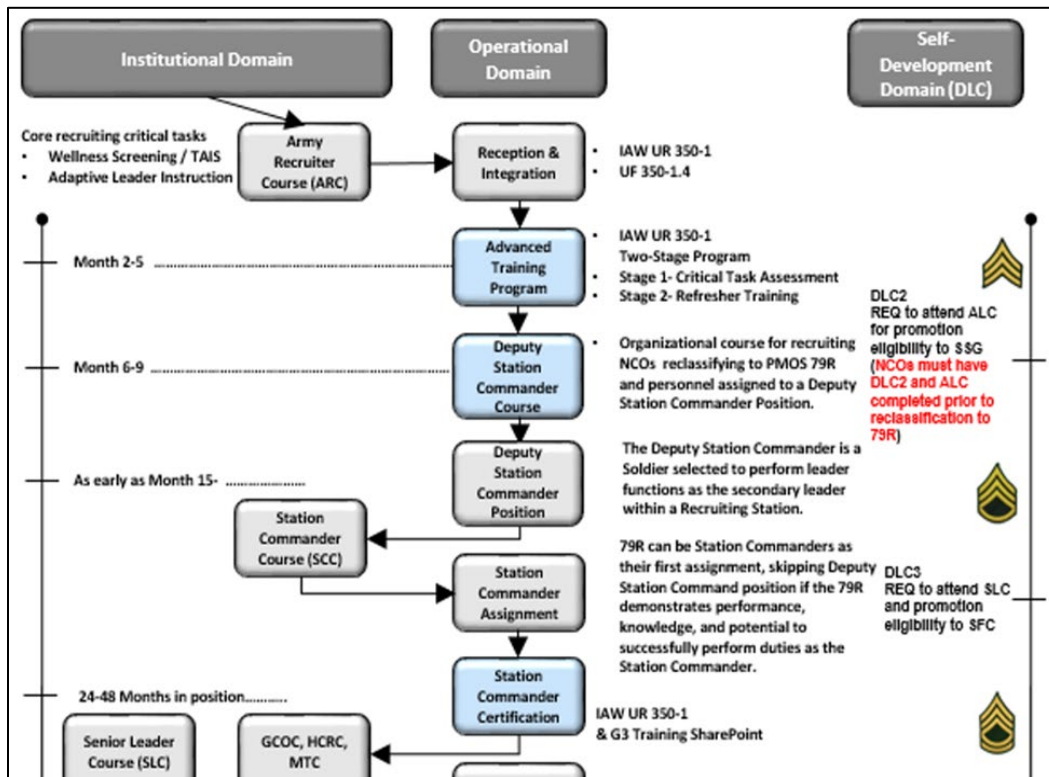 Institutional Domain
Operational
Domain
Self-
Development
Domain (DLC)
Core recruiting critical tasks
• Wellness Screening / TAIS
• Adaptive Leader Instruction
Army
Recruiter
Course (ARC)
Reception &
Integration
• IAW UR 350-1
• UF 350-1.4
Month 2-5
Advanced
Training
Program
• IAW UR 350-1
Two-Stage Program
• Stage 1- Critical Task Assessment
• Stage 2- Refresher Training
DLC2
REQ to attend ALC
for promotion
eligibility to SSG
(NCOs must have
DLC2 and ALC
completed prior to
reclassification to
79R)
Month 6-9
Deputy
Station
Commander
Course
• Organizational course for recruiting
NCOs reclassifying to PMOS 79R
and personnel assigned to a Deputy
Station Commander Position.
As early as Month 15-
Deputy
Station
Commander
Position
The Deputy Station Commander is a
Soldier selected to perform leader
functions as the secondary leader
within a Recruiting Station.
Station
Commander
Course (SCC)
Station
Commander
Assignment
79R can be Station Commanders as
their first assignment, skipping Deputy
Station Command position if the 79R
demonstrates performance,
knowledge, and potential to
successfully perform duties as the
Station Commander.
DLC3
REQ to attend SLC
and promotion
eligibility to SFC
24-48 Months in position
Station
Commander
Certification
IAW UR 350-1
& G3 Training SharePoint
Senior Leader
Course (SLC)
GCOC, HCRC,
MTC